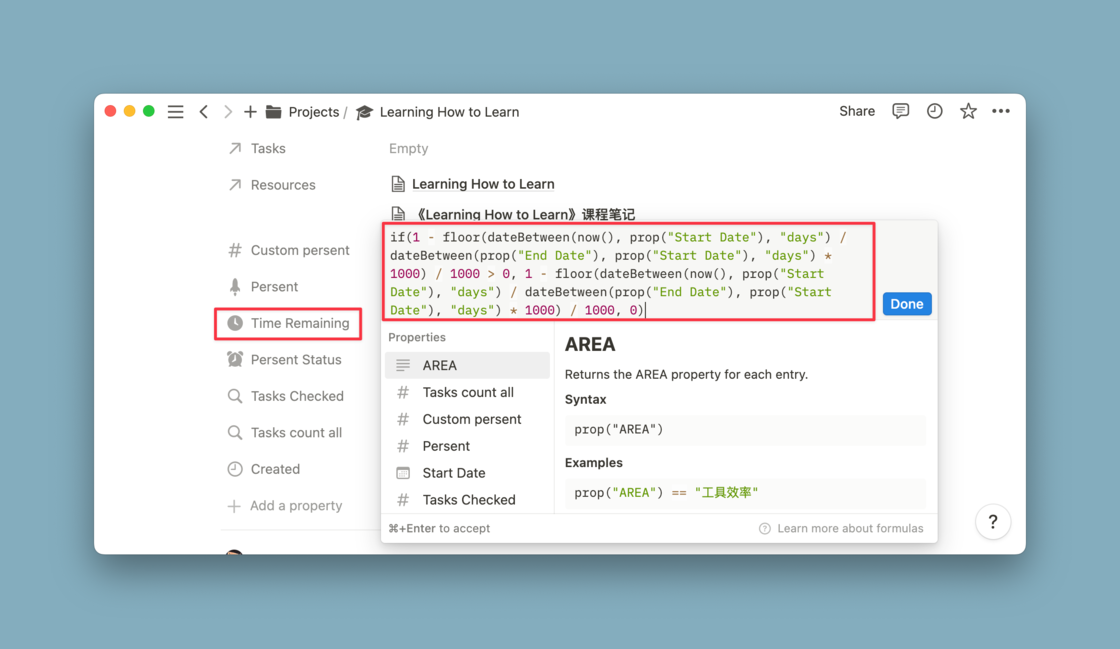 Projects / Learning How to Learn
Share
Tasks
Empty
Resources
Learning How to Learn
《Learning How to Learn》课程笔记
Custom persent
Persent
Time Remaining
Persent Status
Tasks Checked
Tasks count all
Created
Add a property
if(1 - floor(dateBetween(now(), prop("Start Date"), "days") /
dateBetween(prop("End Date"), prop("Start Date"), "days") *
1000) / 1000 > 0, 1 - floor(dateBetween(now(), prop("Start
Date"), "days") / dateBetween(prop("End Date"), prop("Start
Date"), "days") * 1000) / 1000, 0)
Done
Properties
AREA
Tasks count all
Custom persent
Persent
Start Date
Tasks Checked
AREA
Returns the AREA property for each entry.
Syntax
prop("AREA")
Examples
prop("AREA") == "工具效率"
⌘+Enter to accept
Learn more about formulas
?